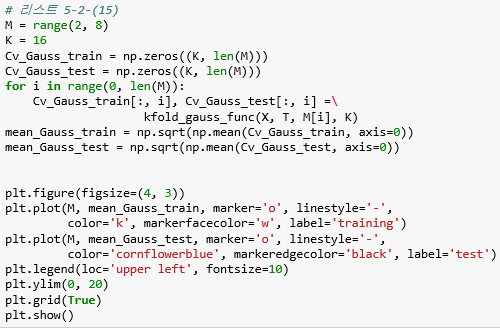 # 리스트 5-2-(15)
M = range(2, 8)
K = 16
Cv_Gauss_train = np.zeros((K, len(M)))
Cv_Gauss_test = np.zeros((K, len(M)))
for i in range(0, len(M)):
    Cv_Gauss_train[:, i], Cv_Gauss_test[:, i] =\
                    kfold_gauss_func(X, T, M[i], K)
mean_Gauss_train = np.sqrt(np.mean(Cv_Gauss_train, axis=0))
mean_Gauss_test = np.sqrt(np.mean(Cv_Gauss_test, axis=0))
plt.figure(figsize=(4, 3))
plt.plot(M, mean_Gauss_train, marker='o', linestyle='-',
         color='k', markerfacecolor='w', label='training')
plt.plot(M, mean_Gauss_test, marker='o', linestyle='-',
         color='cornflowerblue', markeredgecolor='black', label='test')
plt.legend(loc='upper left', fontsize=10)
plt.ylim(0, 20)
plt.grid(True)
plt.show()